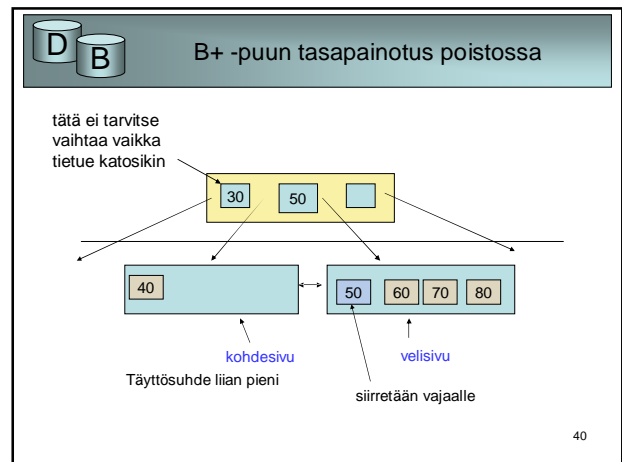 D
B
B+ -puun tasapainotus poistossa
tätä ei tarvitse
vaihtaa vaikka
tietue katosikin
30
50
40
50
60
70
80
kohdesivu
velisivu
Täyttösuhde liian pieni
siirretään vajaalle
40